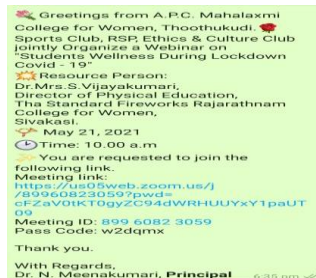 💐 Greetings from A.P.C. Mahalaxmi
College for Women, Thoothukudi. 🌹
Sports Club, RSP, Ethics & Culture Club
jointly Organize a Webinar on
"Students Wellness During Lockdown
Covid - 19"
💥Resource Person:
Dr.Mrs.S.Vijayakumari,
Director of Physical Education,
Tha Standard Fireworks Rajarathnam
College for Women,
Sivakasi.
May 21, 2021
🕙Time: 10.00 a.m
You are requested to join the
following link.
Meeting link:
https://us05web.zoom.us/j
/89960823059?pwd=
cFZaV0tKT0gyZC94dWRHUUYxY1paUT
09
Meeting ID: 899 6082 3059
Pass Code: w2dqmx
Thank you.
With Regards,
Dr. N. Meenakumari, Principal 6:35 pm